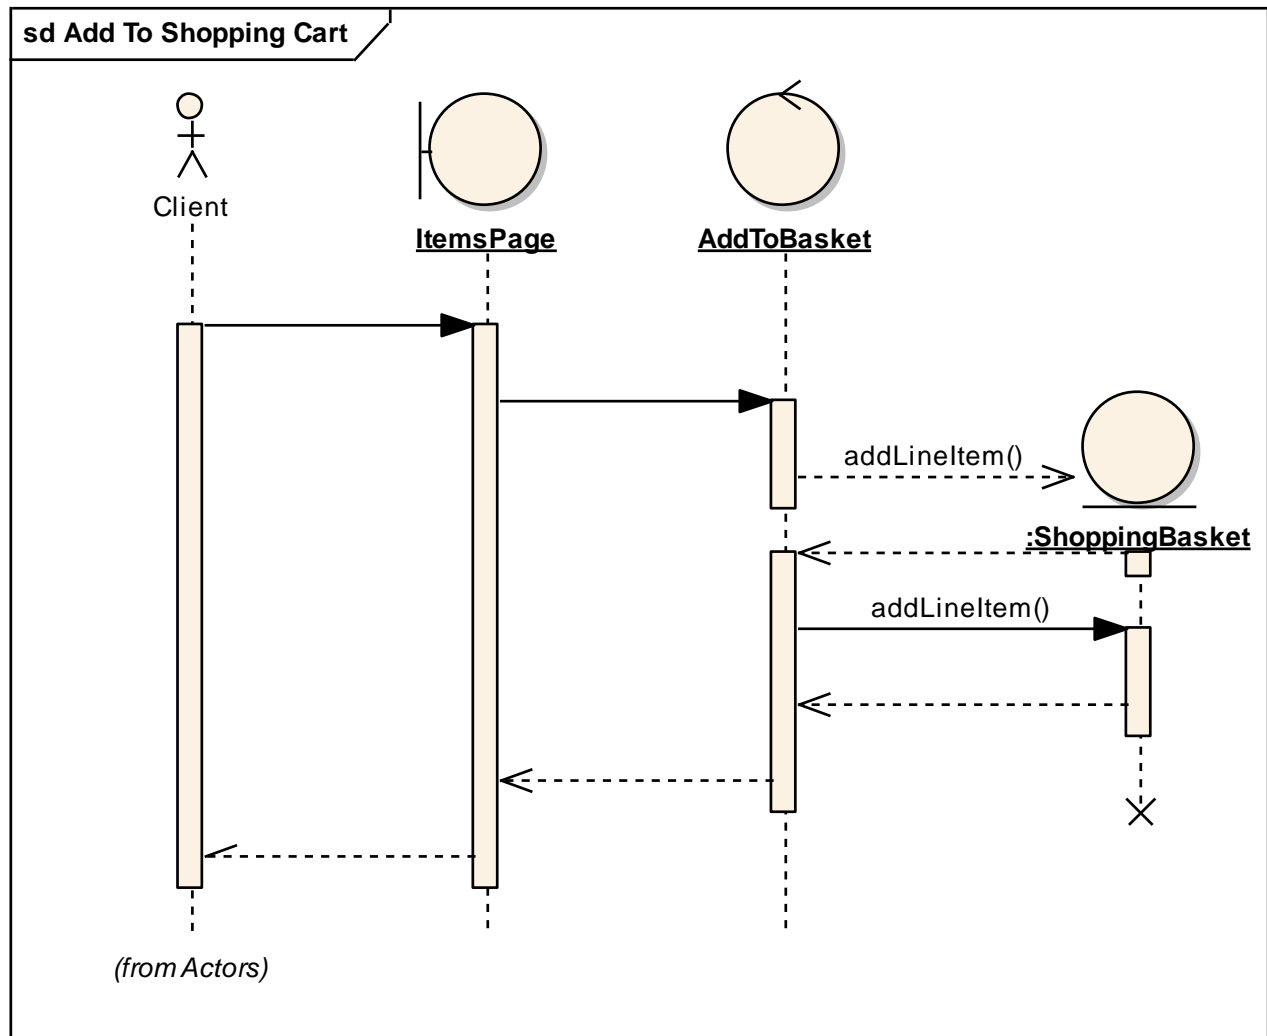 sd Add To Shopping Cart
Client
ItemsPage
AddToBasket
addLineItem()
:ShoppingBasket
addLineItem()
(from Actors)